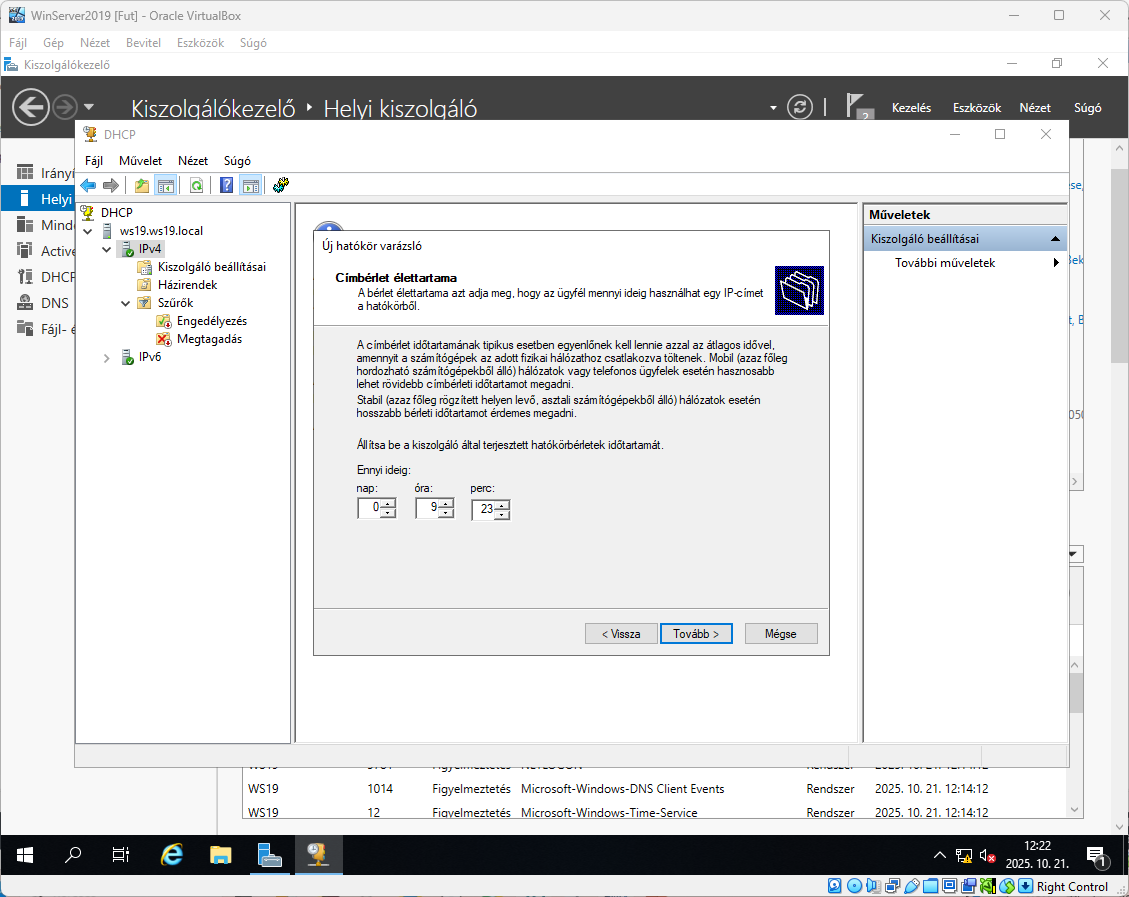 WinServer2019 [Fut] - Oracle VirtualBox
Fájl Gép Nézet Bevitel Eszközök Súgó
Kiszolgálókezelő
Kiszolgálókezelő Helyi kiszolgáló
Kezelés Eszközök Nézet Súgó
Helyi
DHCP
DNS
DHCP
Fájl Művelet Nézet Súgó
DHCP
ws19.ws19.local
IPv4
Kiszolgáló beállításai
Házirendek
Szűrők
Engedélyezés
Megtagadás
IPv6
Új hatókör varázsló
Címbérlet élettartama
A bérlet élettartama azt adja meg, hogy az ügyfél mennyi ideig használhat egy IP-címet
a hatókörből.
A címbérlet időtartamának tipikus esetben egyenlőnek kell lennie azzal az átlagos idővel,
amennyit a számítógépek az adott fizikai hálózathoz csatlakozva töltenek. Mobil (azaz főleg
hordozható számítógépekből álló) hálózatok vagy telefonos ügyfelek esetén hasznosabb
lehet rövidebb címbérleti időtartamot megadni.
Stabil (azaz főleg rögzített helyen levő, asztali számítógépekből álló) hálózatok esetén
hosszabb bérleti időtartamot érdemes megadni.
Állítsa be a kiszolgáló által terjesztett hatókörbérletek időtartamát.
Ennyi ideig:
nap: óra: perc:
0 9 23
< Vissza Tovább > Mégse
Műveletek
Kiszolgáló beállításai
További műveletek
WS19 1014 Figyelmeztetés Microsoft-Windows-DNS Client Events Rendszer 2025. 10. 21. 12:14:12
WS19 12 Figyelmeztetés Microsoft-Windows-Time-Service Rendszer 2025. 10. 21. 12:14:12
12:22
2025. 10. 21.
1
Right Control